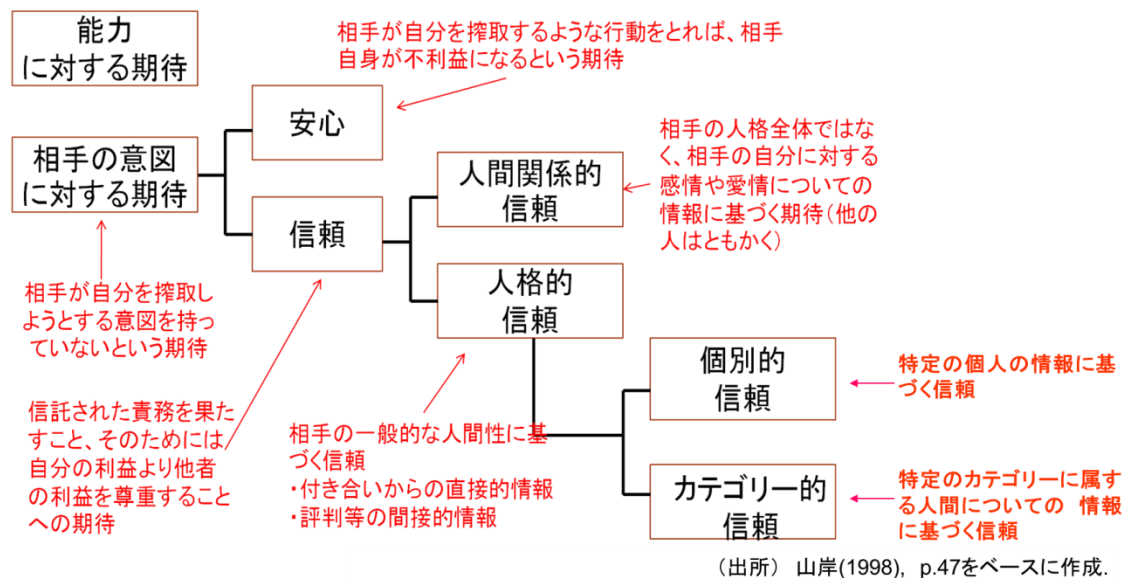 能力
に対する期待
相手が自分を搾取するような行動をとれば、相手
自身が不利益になるという期待
安心
相手の意図
に対する期待
人間関係的
信頼
相手の人格全体ではな
く、相手の自分に対する
感情や愛情についての
情報に基づく期待（他の
人はともかく）
信頼
人格的
信頼
相手が自分を搾取し
ようとする意図を持っ
ていないという期待
個別的
信頼
特定の個人の情報に基
づく信頼
信託された責務を果た
すこと、そのためには
自分の利益より他者
の利益を尊重すること
への期待
相手の一般的な人間性に基
づく信頼
・付き合いからの直接的情報
・評判等の間接的情報
カテゴリー的
信頼
特定のカテゴリーに属す
る人間についての 情報
に基づく信頼
（出所） 山岸(1998), p.47をベースに作成.